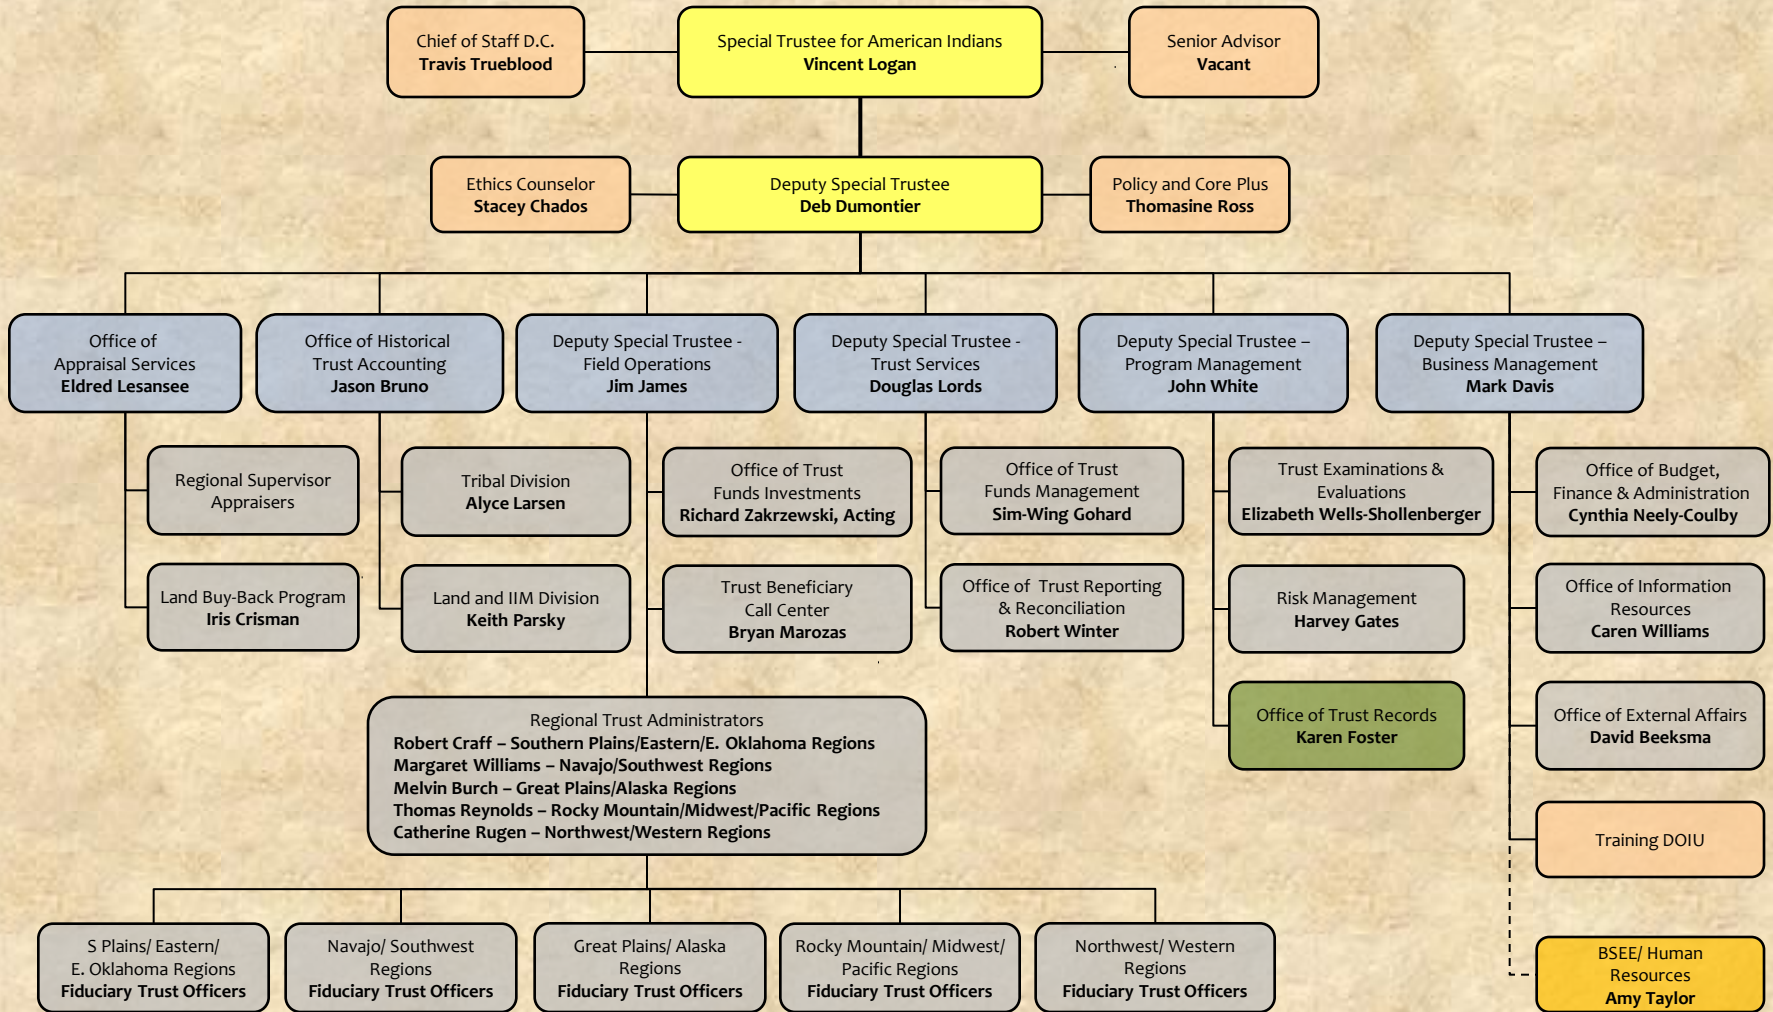 Chief of Staff D.C.
Travis Trueblood
Special Trustee for American Indians
Vincent Logan
Senior Advisor
Vacant
Ethics Counselor
Stacey Chados
Deputy Special Trustee
Deb Dumontier
Policy and Core Plus
Thomasine Ross
Office of
Appraisal Services
Eldred Lesansee
Office of Historical
Trust Accounting
Jason Bruno
Deputy Special Trustee -
Field Operations
Jim James
Deputy Special Trustee -
Trust Services
Douglas Lords
Deputy Special Trustee –
Program Management
John White
Deputy Special Trustee –
Business Management
Mark Davis
Regional Supervisor
Appraisers
Tribal Division
Alyce Larsen
Office of Trust
Funds Investments
Richard Zakrzewski, Acting
Office of Trust
Funds Management
Sim-Wing Gohard
Trust Examinations &
Evaluations
Elizabeth Wells-Shollenberger
Office of Budget,
Finance & Administration
Cynthia Neely-Coulby
Land Buy-Back Program
Iris Crisman
Land and IIM Division
Keith Parsky
Trust Beneficiary
Call Center
Bryan Marozas
Office of Trust Reporting
& Reconciliation
Robert Winter
Risk Management
Harvey Gates
Office of Information
Resources
Caren Williams
Office of Trust Records
Karen Foster
Office of External Affairs
David Beeksma
Regional Trust Administrators
Robert Craff – Southern Plains/Eastern/E. Oklahoma Regions
Margaret Williams – Navajo/Southwest Regions
Melvin Burch – Great Plains/Alaska Regions
Thomas Reynolds – Rocky Mountain/Midwest/Pacific Regions
Catherine Rugen – Northwest/Western Regions
Training DOIU
S Plains/ Eastern/
E. Oklahoma Regions
Fiduciary Trust Officers
Navajo/ Southwest
Regions
Fiduciary Trust Officers
Great Plains/ Alaska
Regions
Fiduciary Trust Officers
Rocky Mountain/ Midwest/
Pacific Regions
Fiduciary Trust Officers
Northwest/ Western
Regions
Fiduciary Trust Officers
BSEE/ Human
Resources
Amy Taylor